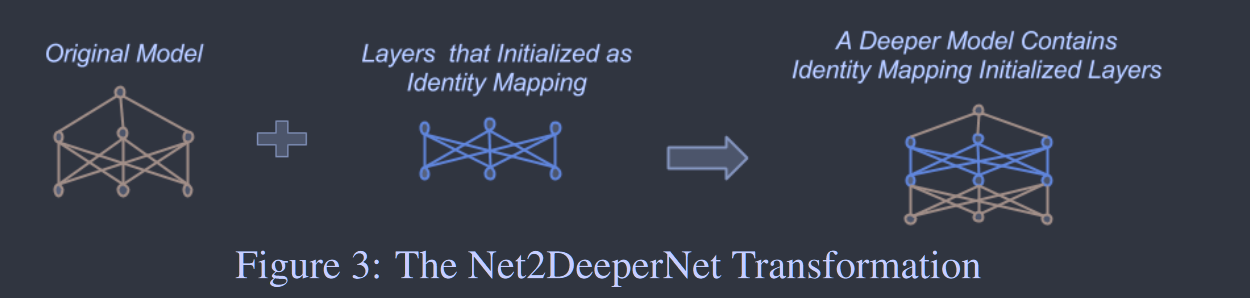 Original Model
Layers that Initialized as
Identity Mapping
A Deeper Model Contains
Identity Mapping Initialized Layers
Figure 3: The Net2DeeperNet Transformation